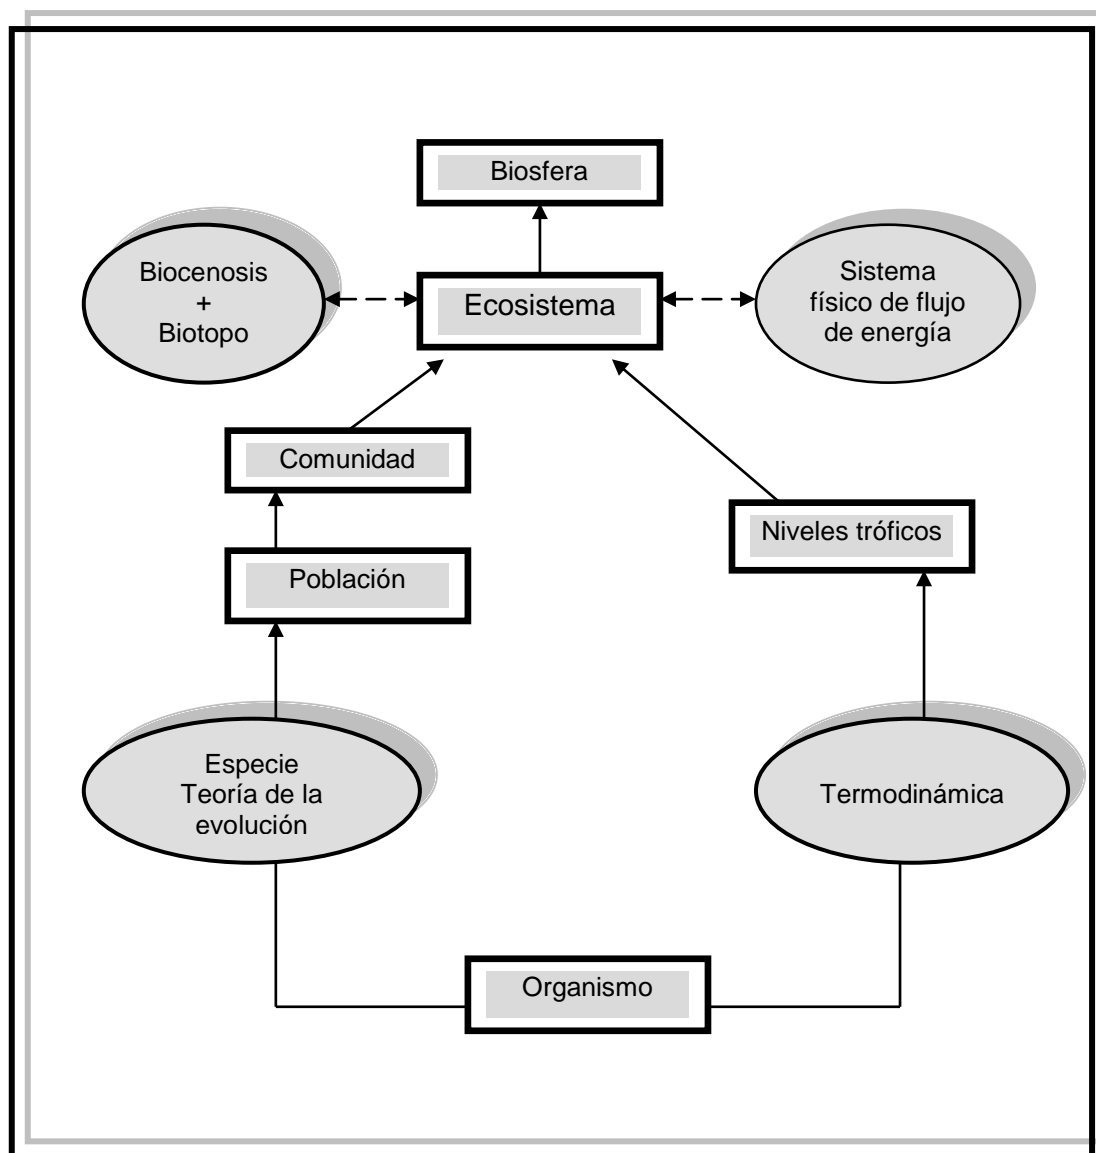 Biosfera
Biocenosis
+
Biotopo
Ecosistema
Sistema
físico de flujo
de energía
Comunidad
Niveles tróficos
Población
Especie
Teoría de la
evolución
Termodinámica
Organismo